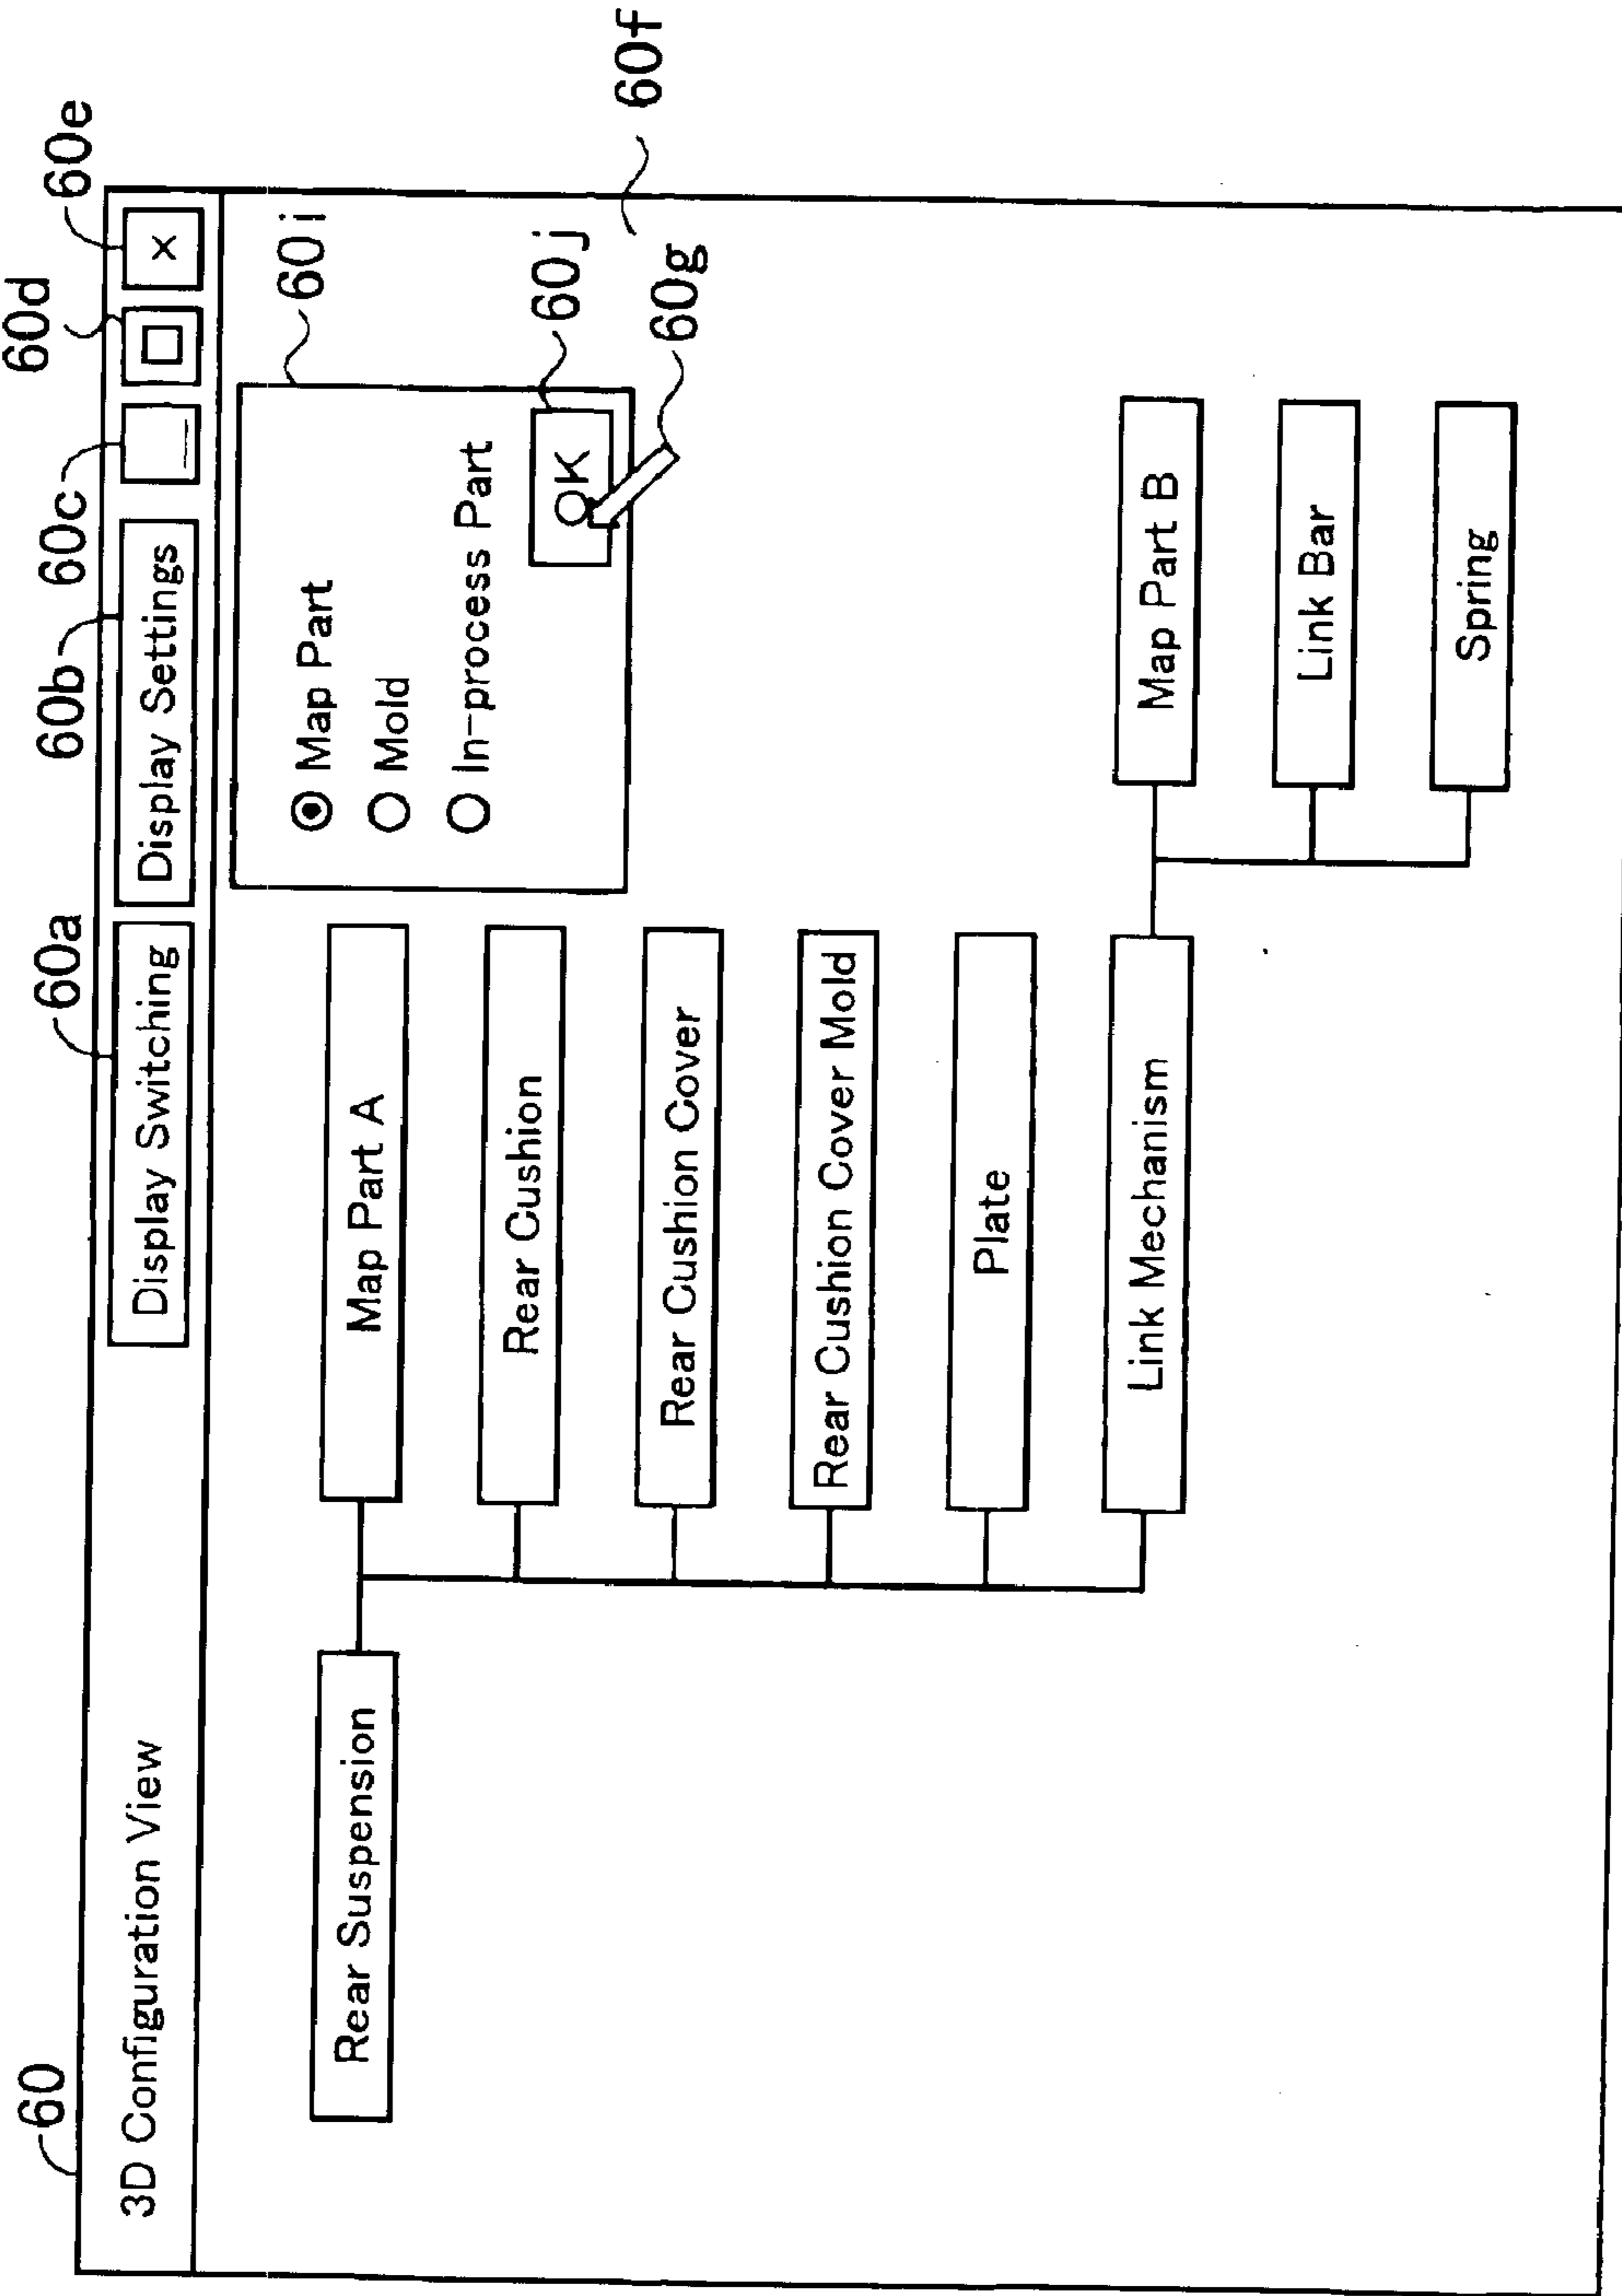 60
60a
60b
60c
60d
60e
3D Configuration View
Display Switching
Display Settings
×
60i
Map Part
Mold
In-process Part
OK
60j
60f
60g
Rear Suspension
Map Part A
Rear Cushion
Rear Cushion Cover
Rear Cushion Cover Mold
Plate
Link Mechanism
Map Part B
Link Bar
Spring